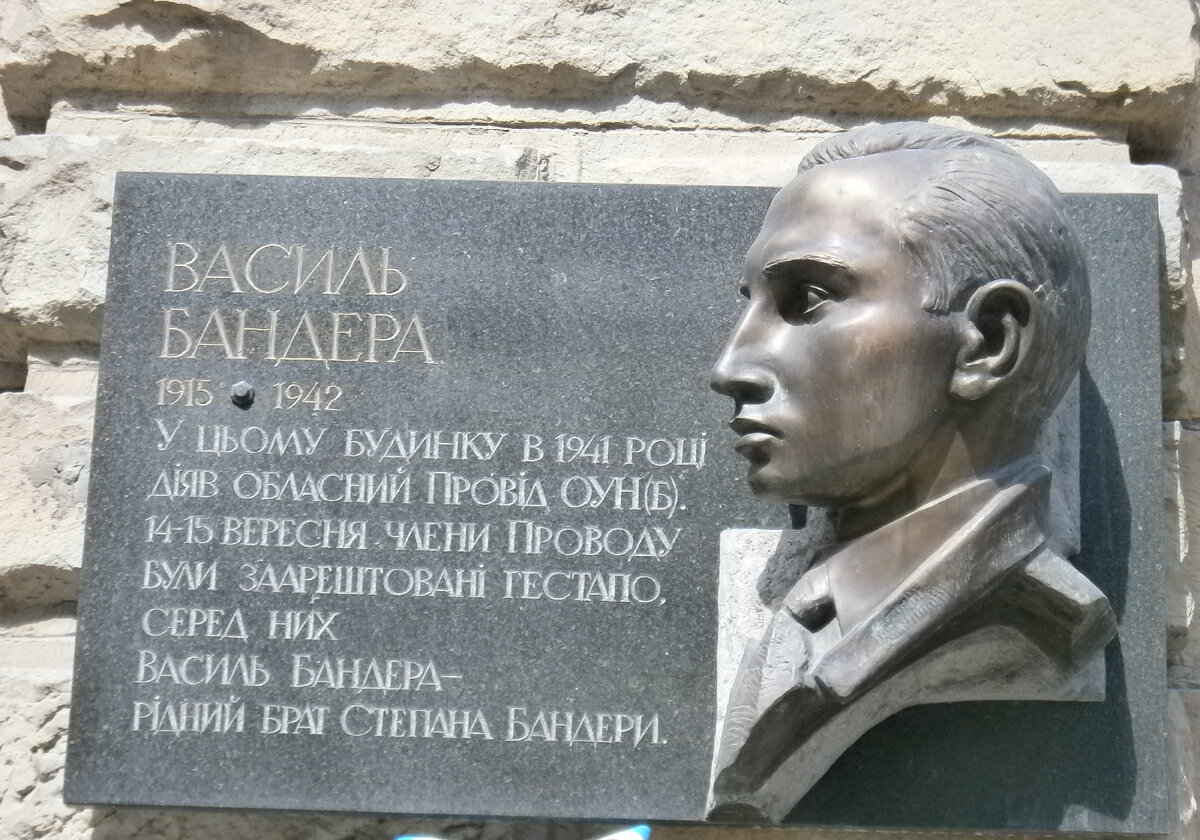 ВАСИЛЬ
БАНДЕРА
1915 1942
У ЦЬОМУ БУДИНКУ В 1941 РОЦІ
ДІЯВ ОБЛАСНИЙ ПРОВІД ОУН(Б).
14-15 ВЕРЕСНЯ ЧЛЕНИ ПРОВОДУ
БУЛИ ЗААРЕШТОВАНІ ГЕСТАПО,
СЕРЕД НИХ
ВАСИЛЬ БАНДЕРА–
РІДНИЙ БРАТ СТЕПАНА БАНДЕРИ.